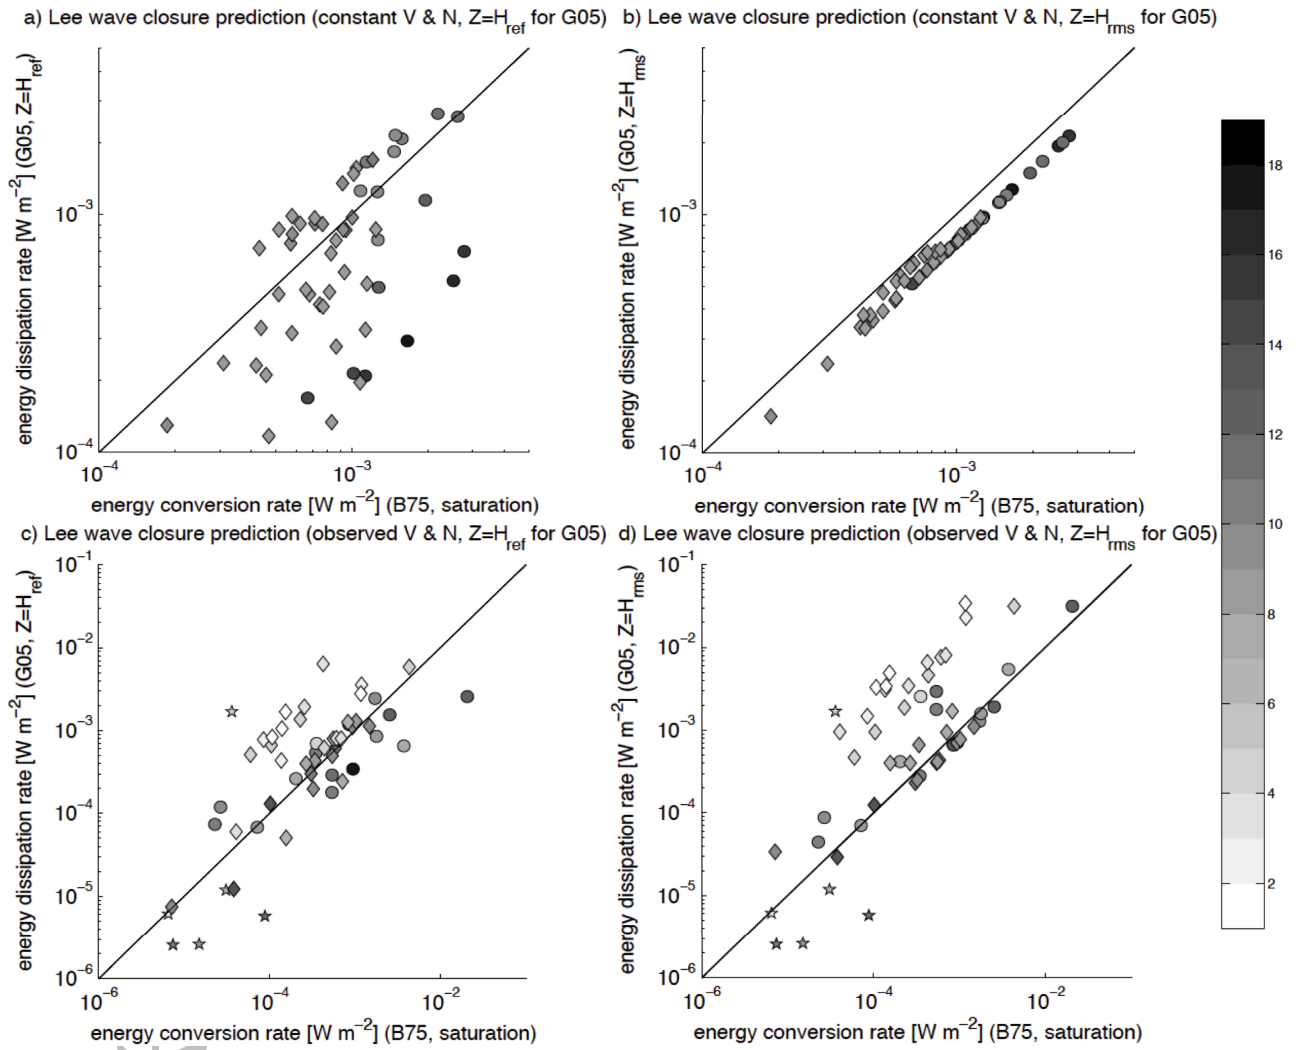 a) Lee wave closure prediction (constant V & N, Z=H_ref for G05)
b) Lee wave closure prediction (constant V & N, Z=H_rms for G05)
energy dissipation rate [W m^−2] (G05, Z=H_ref)
10^−3
10^−4
10^−4
10^−3
energy conversion rate [W m^−2] (B75, saturation)
energy dissipation rate [W m^−2] (G05, Z=H_rms)
10^−3
10^−4
10^−4
10^−3
energy conversion rate [W m^−2] (B75, saturation)
c) Lee wave closure prediction (observed V & N, Z=H_ref for G05)
d) Lee wave closure prediction (observed V & N, Z=H_rms for G05)
energy dissipation rate [W m^−2] (G05, Z=H_ref)
10^−1
10^−2
10^−3
10^−4
10^−5
10^−6
10^−6
10^−4
10^−2
energy conversion rate [W m^−2] (B75, saturation)
energy dissipation rate [W m^−2] (G05, Z=H_rms)
10^−1
10^−2
10^−3
10^−4
10^−5
10^−6
10^−6
10^−4
10^−2
energy conversion rate [W m^−2] (B75, saturation)
18
16
14
12
10
8
6
4
2